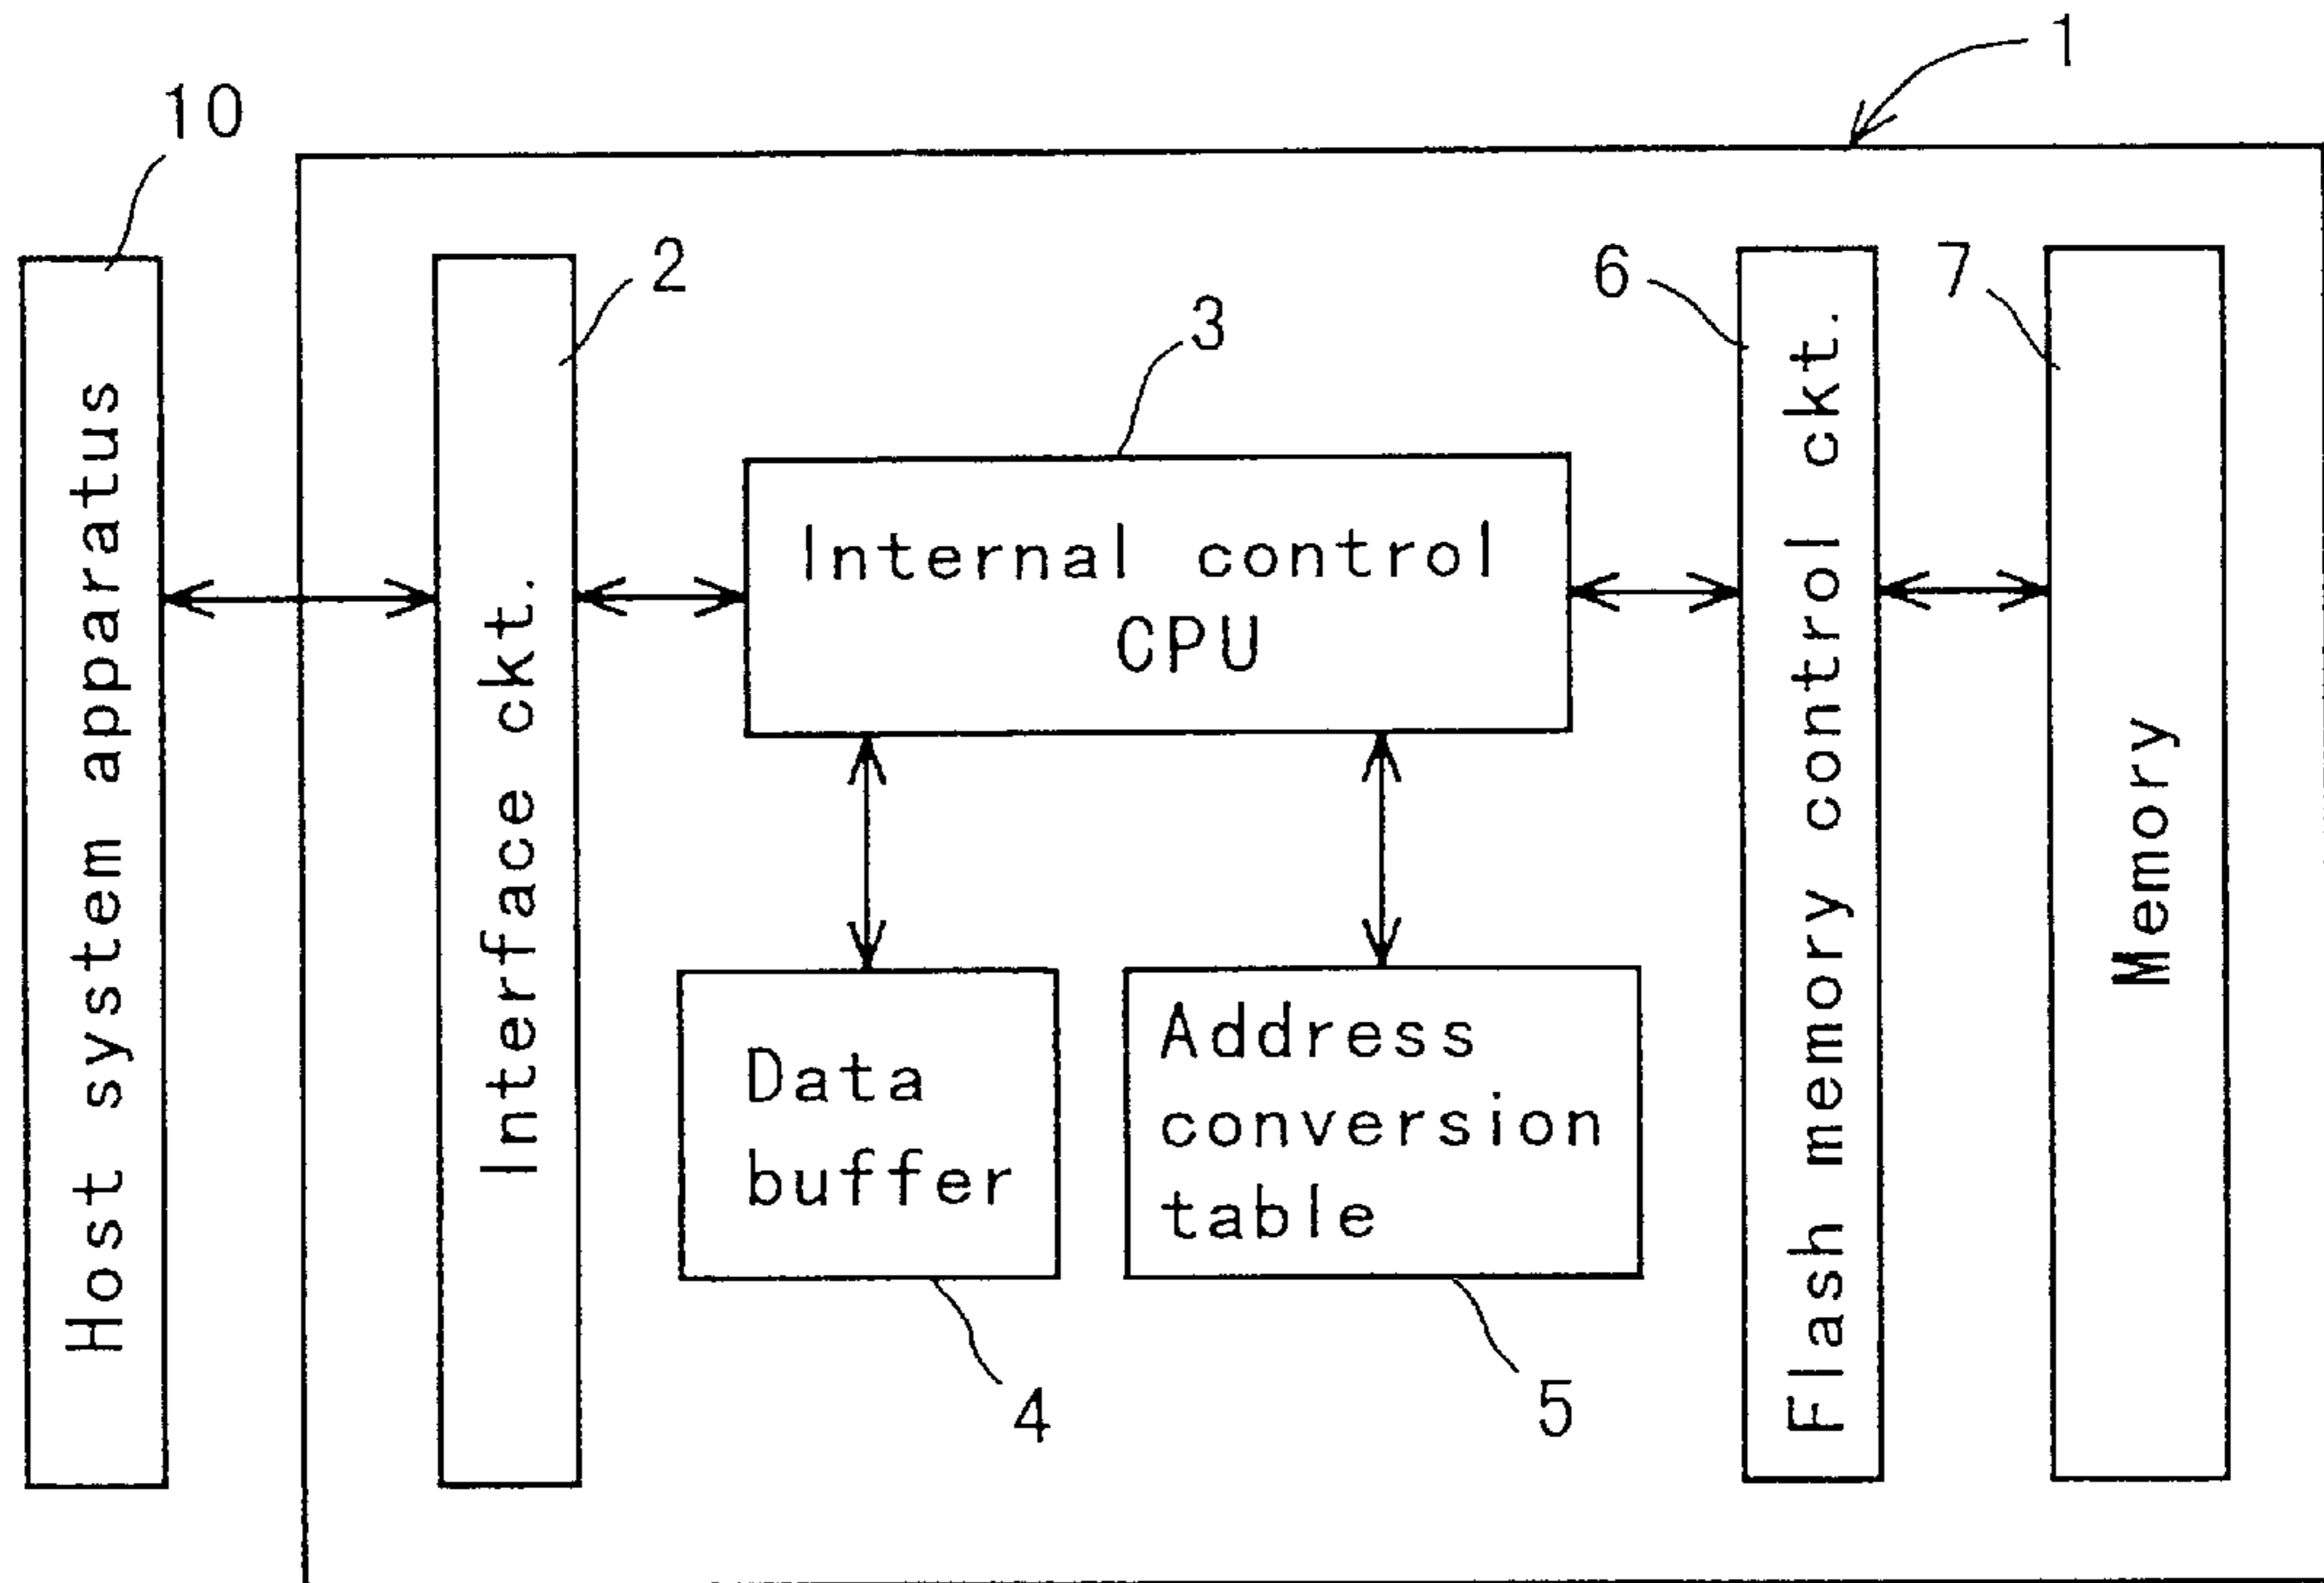 1
10
2
3
6
7
Host system apparatus
Interface ckt.
Internal control
CPU
Flash memory control ckt.
Memory
Data
buffer
Address
conversion
table
4
5